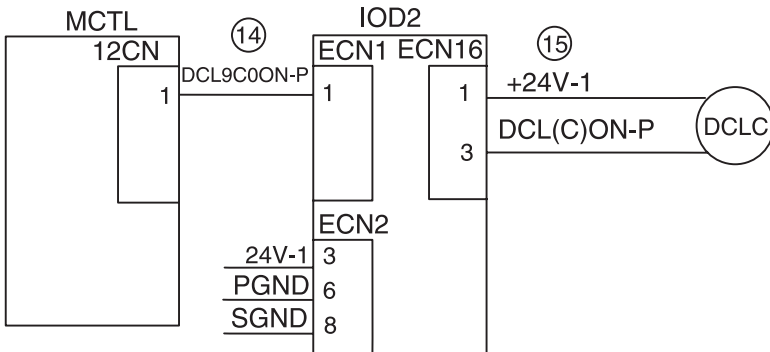 MCTL
IOD2
14
15
12CN
ECN1
ECN16
DCL9C0ON-P
+24V-1
1
1
1
DCL(C)ON-P
DCLC
3
ECN2
24V-1
3
PGND
6
SGND
8